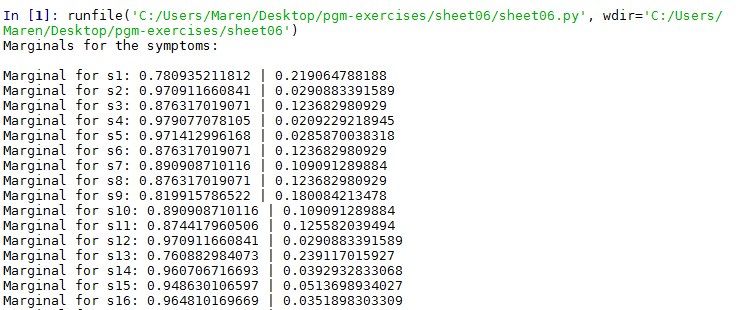 In [1]: runfile('C:/Users/Maren/Desktop/pgm-exercises/sheet06/sheet06.py', wdir='C:/Users/
Maren/Desktop/pgm-exercises/sheet06')
Marginals for the symptoms:
Marginal for s1: 0.780935211812 | 0.219064788188
Marginal for s2: 0.970911660841 | 0.0290883391589
Marginal for s3: 0.876317019071 | 0.123682980929
Marginal for s4: 0.979077078105 | 0.0209229218945
Marginal for s5: 0.971412996168 | 0.0285870038318
Marginal for s6: 0.876317019071 | 0.123682980929
Marginal for s7: 0.890908710116 | 0.109091289884
Marginal for s8: 0.876317019071 | 0.123682980929
Marginal for s9: 0.819915786522 | 0.180084213478
Marginal for s10: 0.890908710116 | 0.109091289884
Marginal for s11: 0.874417960506 | 0.125582039494
Marginal for s12: 0.970911660841 | 0.0290883391589
Marginal for s13: 0.760882984073 | 0.239117015927
Marginal for s14: 0.960706716693 | 0.0392932833068
Marginal for s15: 0.948630106597 | 0.0513698934027
Marginal for s16: 0.964810169669 | 0.0351898303309